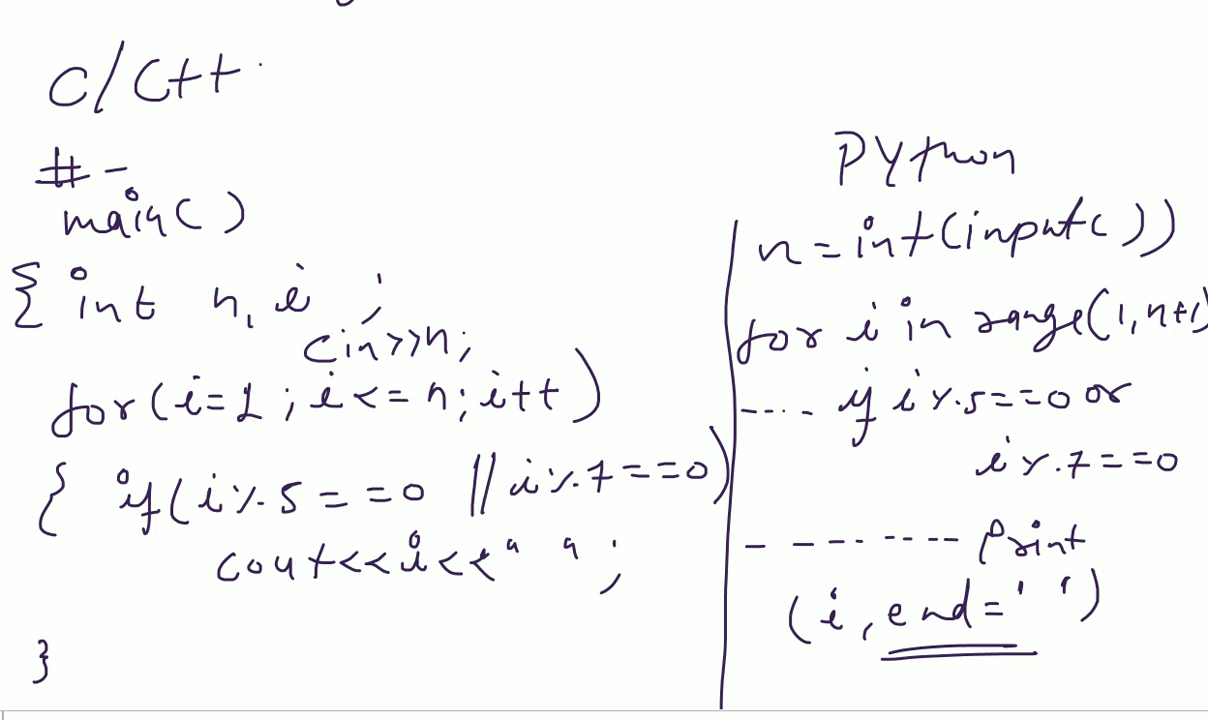 C/C++
# -
main()
{ int n, i ;
cin>>n;
for(i=1; i<=n; i++)
{ if(i%5==0 || i%7==0)
cout<<i<<" ";
}
PYthon
n=int(input())
for i in range(1,n+1)
---- if i%5==0 or
i%7==0
--------- Print
(i, end=' ')